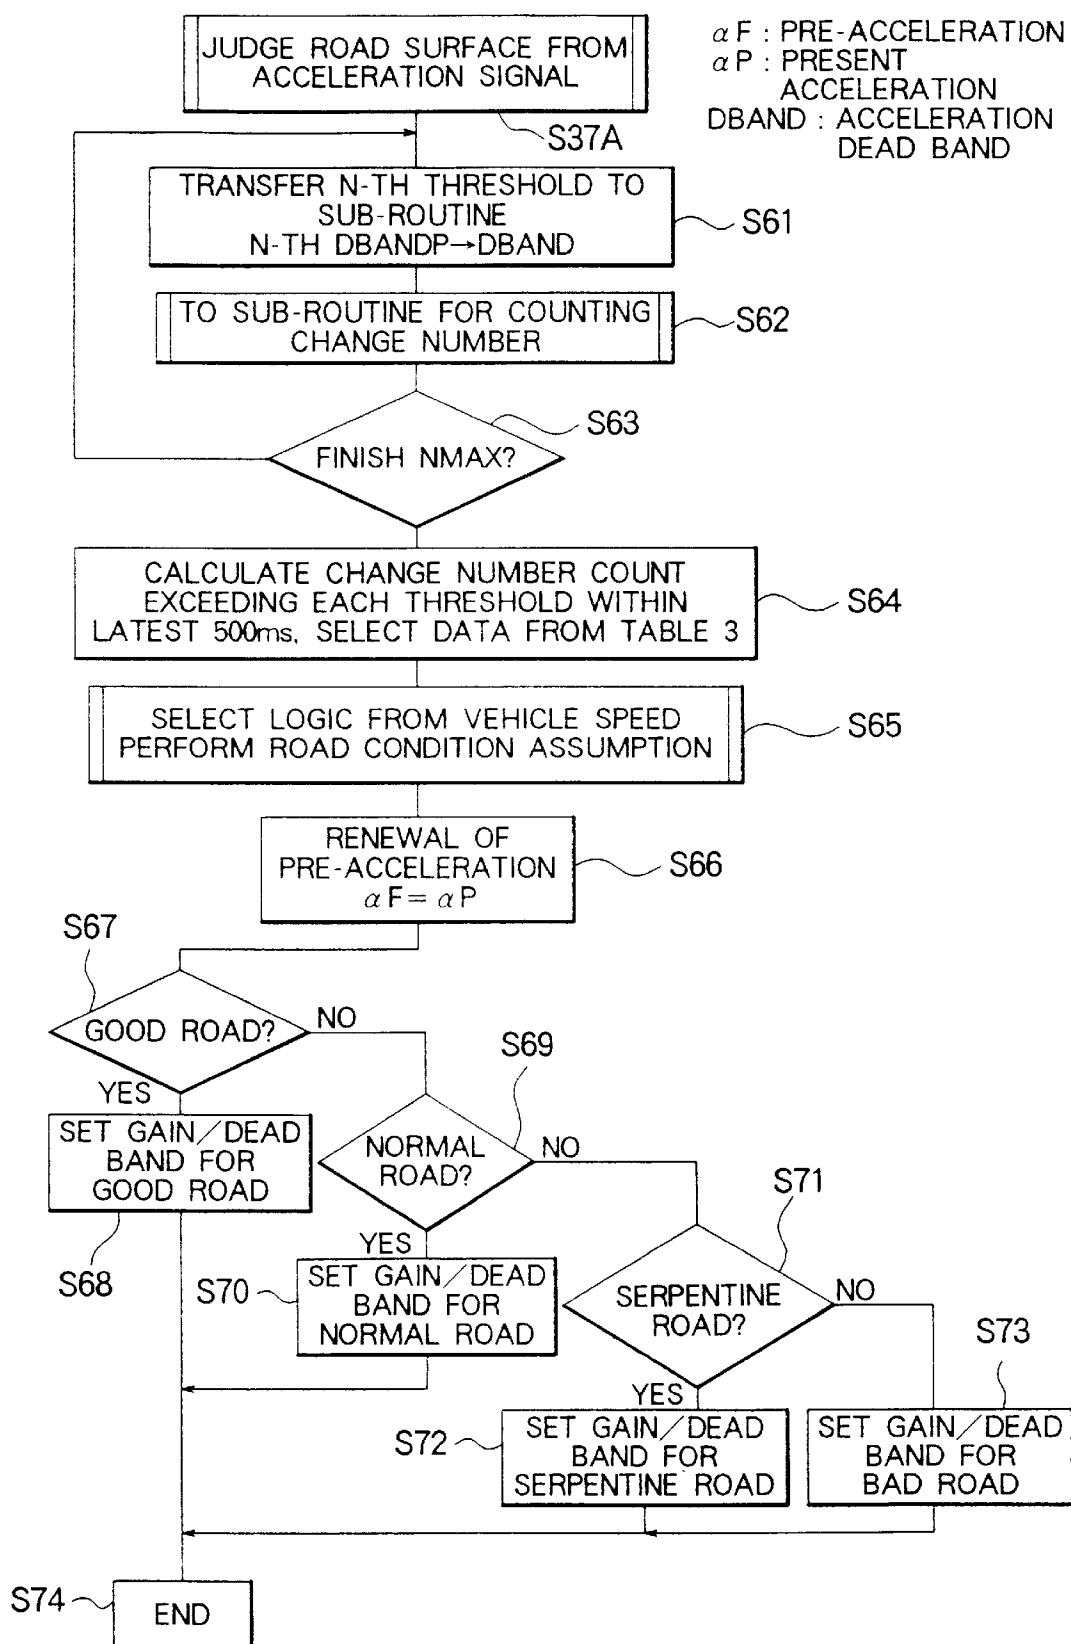 JUDGE ROAD SURFACE FROM
ACCELERATION SIGNAL
αF : PRE-ACCELERATION
αP : PRESENT
ACCELERATION
DBAND : ACCELERATION
DEAD BAND
S37A
TRANSFER N-TH THRESHOLD TO
SUB-ROUTINE
N-TH DBANDP→DBAND
S61
TO SUB-ROUTINE FOR COUNTING
CHANGE NUMBER
S62
FINISH NMAX?
S63
CALCULATE CHANGE NUMBER COUNT
EXCEEDING EACH THRESHOLD WITHIN
LATEST 500ms, SELECT DATA FROM TABLE 3
S64
SELECT LOGIC FROM VEHICLE SPEED
PERFORM ROAD CONDITION ASSUMPTION
S65
RENEWAL OF
PRE-ACCELERATION
αF = αP
S66
S67
GOOD ROAD?
NO
YES
SET GAIN/DEAD
BAND FOR
GOOD ROAD
S68
S69
NORMAL
ROAD?
NO
YES
S70
SET GAIN/DEAD
BAND FOR
NORMAL ROAD
S71
SERPENTINE
ROAD?
NO
YES
S72
SET GAIN/DEAD
BAND FOR
SERPENTINE ROAD
S73
SET GAIN/DEAD
BAND FOR
BAD ROAD
S74
END